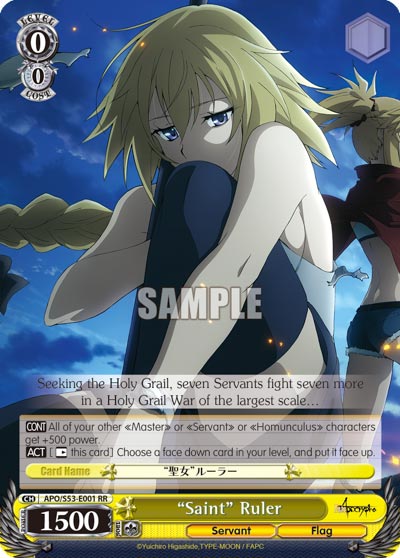 LEVEL
0
0
COST
SAMPLE
Seeking the Holy Grail, seven Servants fight seven more
in a Holy Grail War of the largest scale…
CONT All of your other «Master» or «Servant» or «Homunculus» characters
get +500 power.
ACT [ this card] Choose a face down card in your level, and put it face up.
Card Name
“聖女”ルーラー
CH APO/S53-E001 RR
1500
“Saint” Ruler
Apocrypha
Servant
Flag
©Yuichiro Higashide,TYPE-MOON / FAPC